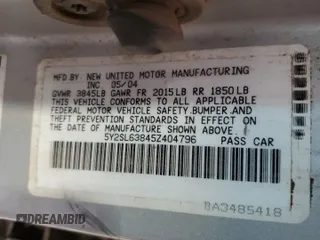 MFD. BY- NEW UNITED MOTOR MANUFACTURING
INC 05/04
GVWR 3845LB GAWR FR 2015LB RR 1850LB
THIS VEHICLE CONFORMS TO ALL APPLICABLE
FEDERAL MOTOR VEHICLE SAFETY,BUMPER,AND
THEFT PREVENTION STANDARDS IN EFFECT ON
THE DATE OF MANUFACTURE SHOWN ABOVE.
5Y2SL63845Z404796 PASS CAR
BA3485418
DREAMBID